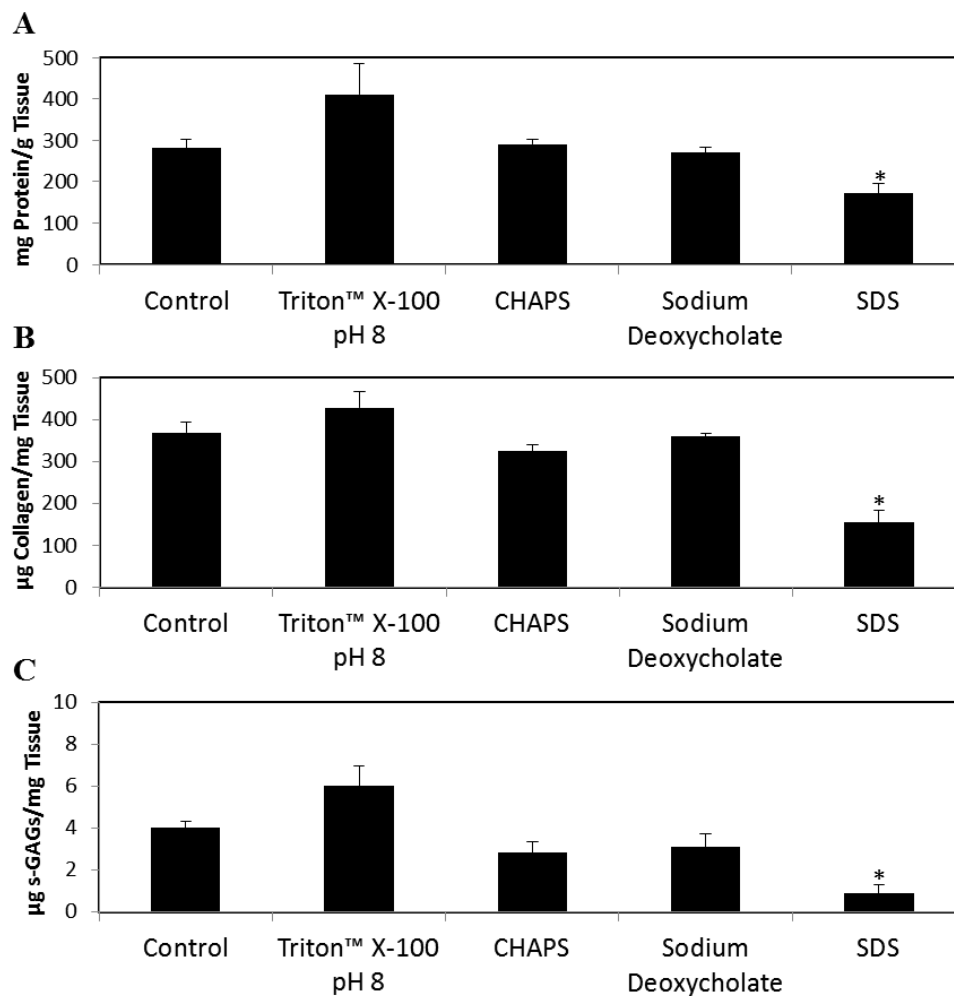 A
mg Protein/g Tissue
500
400
300
200
100
0
*
Control
Triton™ X-100
pH 8
CHAPS
Sodium
Deoxycholate
SDS
B
µg Collagen/mg Tissue
500
400
300
200
100
0
*
Control
Triton™ X-100
pH 8
CHAPS
Sodium
Deoxycholate
SDS
C
µg s-GAGs/mg Tissue
10
8
6
4
2
0
*
Control
Triton™ X-100
pH 8
CHAPS
Sodium
Deoxycholate
SDS